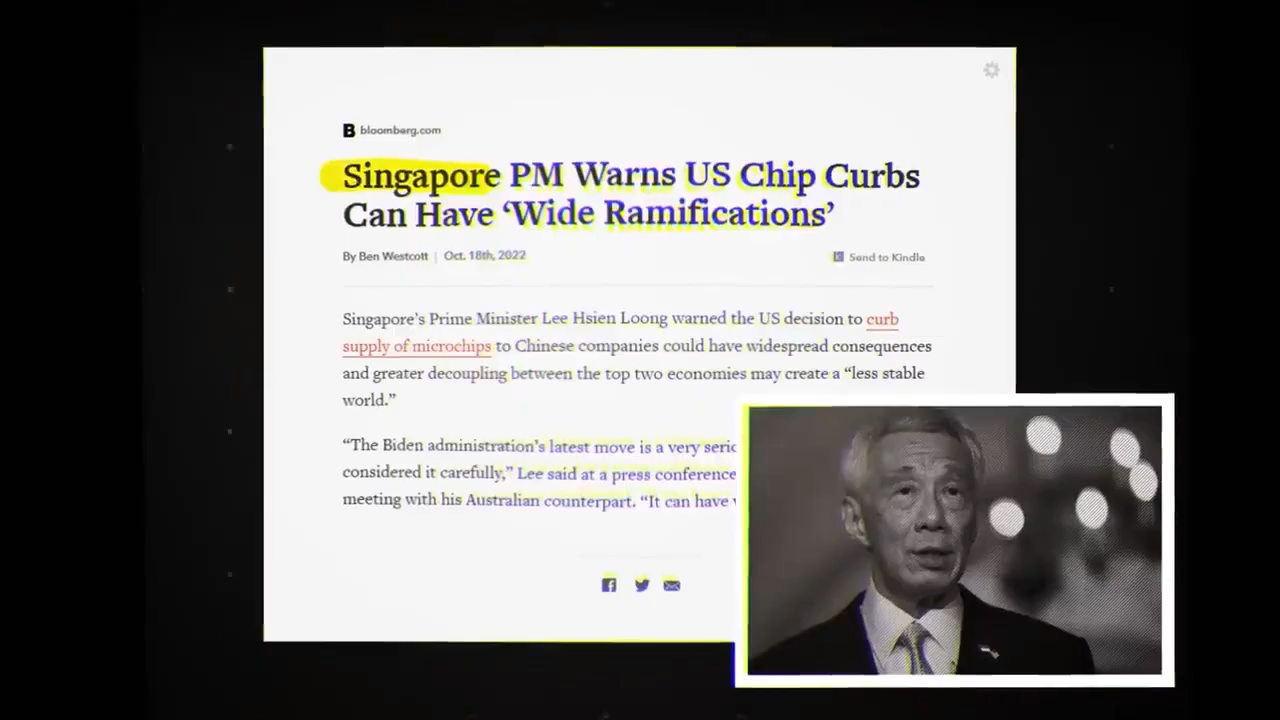 B bloomberg.com
Singapore PM Warns US Chip Curbs
Can Have ‘Wide Ramifications’
By Ben Westcott | Oct. 18th, 2022
Send to Kindle
Singapore’s Prime Minister Lee Hsien Loong warned the US decision to curb
supply of microchips to Chinese companies could have widespread consequences
and greater decoupling between the top two economies may create a “less stable
world.”
“The Biden administration’s latest move is a very
considered it carefully,” Lee said at a press conference
meeting with his Australian counterpart. “It can have